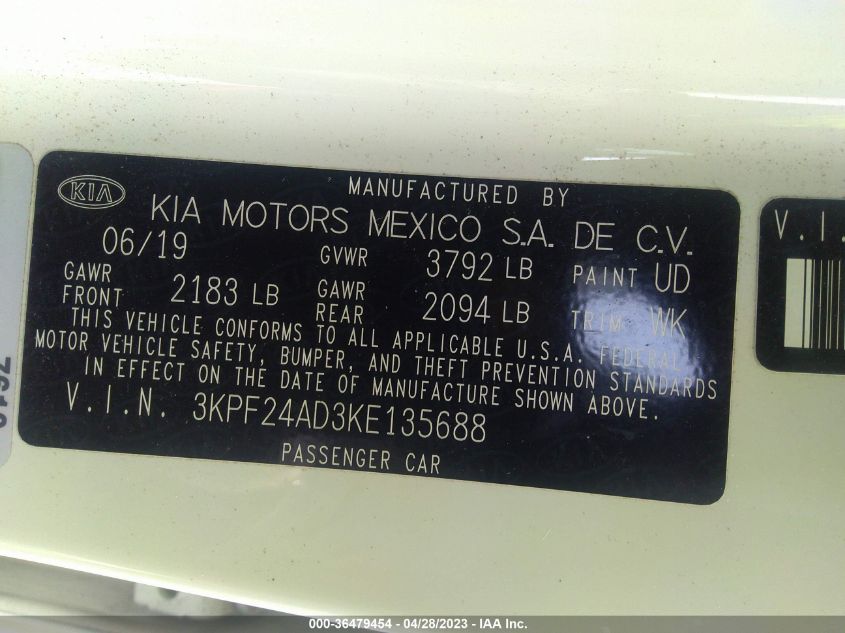 KIA
MANUFACTURED BY
KIA MOTORS MEXICO S.A. DE C.V.
06/19 GVWR 3792 LB PAINT UD
GAWR FRONT 2183 LB GAWR REAR 2094 LB TRIM WK
THIS VEHICLE CONFORMS TO ALL APPLICABLE U.S.A. FEDERAL
MOTOR VEHICLE SAFETY, BUMPER, AND THEFT PREVENTION STANDARDS
IN EFFECT ON THE DATE OF MANUFACTURE SHOWN ABOVE.
V.I.N. 3KPF24AD3KE135688
PASSENGER CAR
V.I.
000-36479454 - 04/28/2023 - IAA Inc.